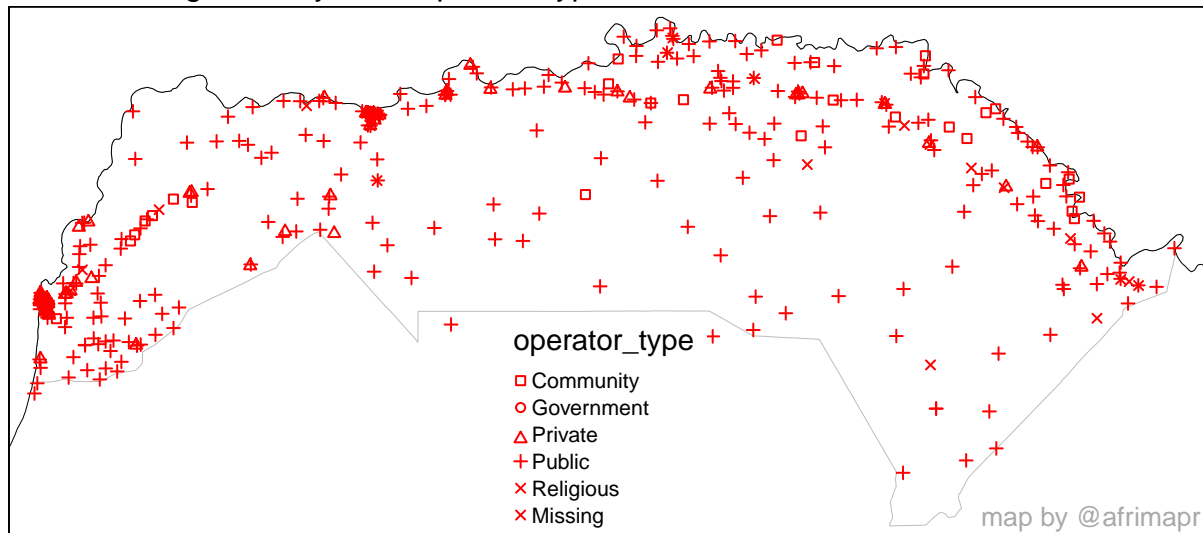 operator_type
Community
Government
Private
Public
Religious
Missing
map by @afrimapr